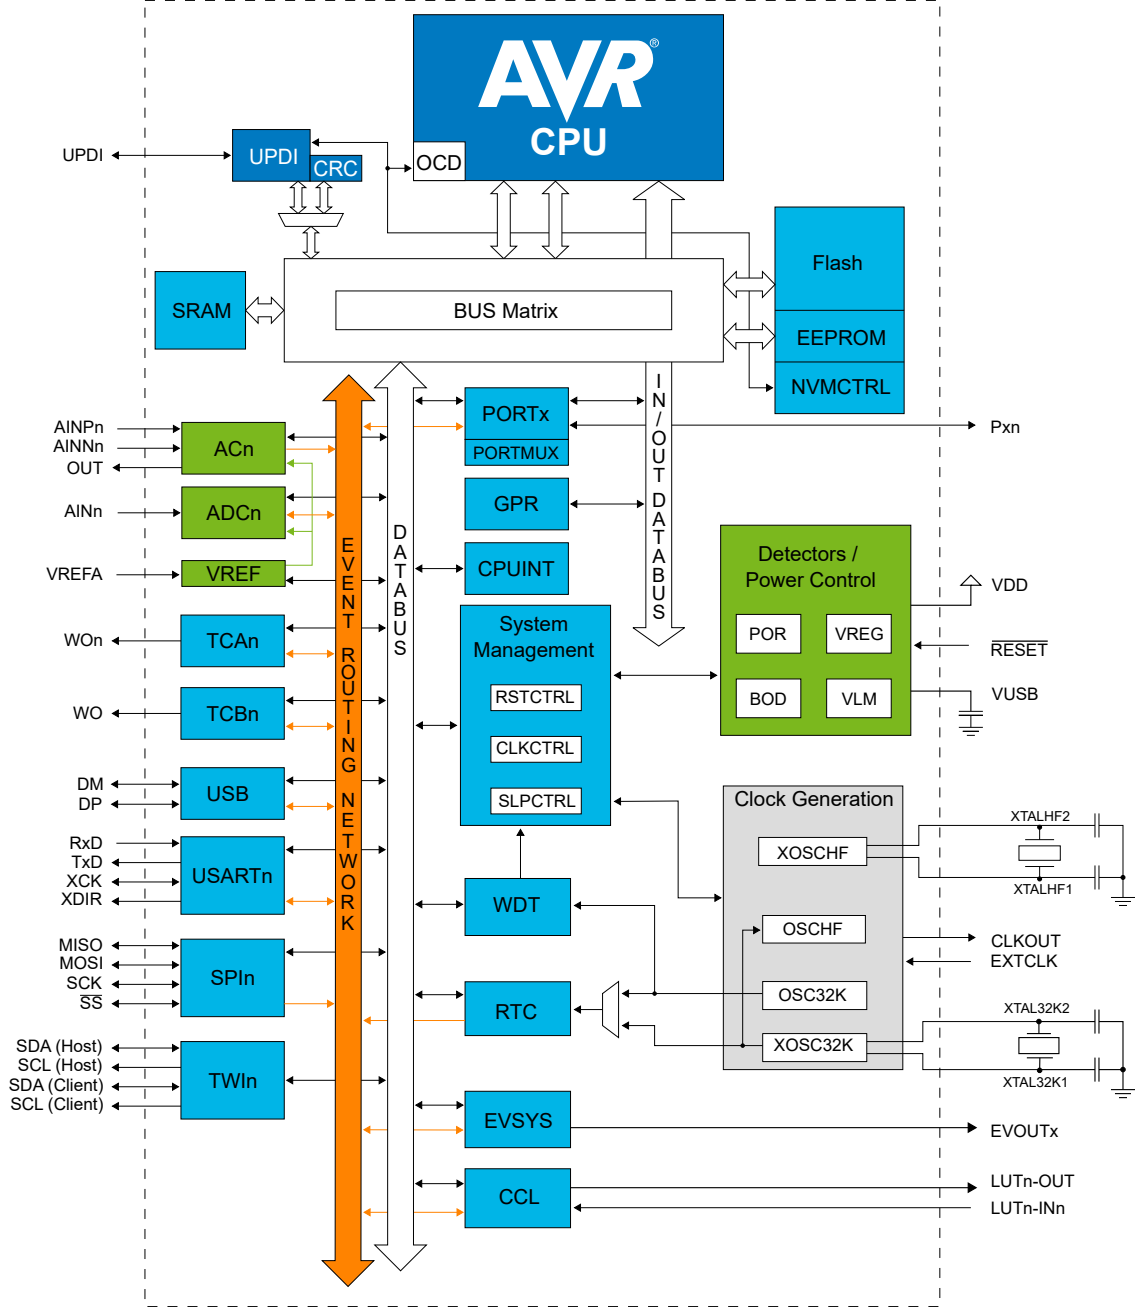 AVR®
CPU
OCD
UPDI
UPDI
CRC
Flash
EEPROM
NVMCTRL
SRAM
BUS Matrix
IN/OUT DATABUS
DATABUS
EVENT ROUTING NETWORK
PORTx
PORTMUX
Pxn
GPR
CPUINT
AINPn
AINNn
OUT
ACn
AINn
ADCn
VREFA
VREF
WOn
TCAn
WO
TCBn
DM
DP
USB
RxD
TxD
XCK
XDIR
USARTn
MISO
MOSI
SCK
SS
SPIn
SDA (Host)
SCL (Host)
SDA (Client)
SCL (Client)
TWIn
System
Management
RSTCTRL
CLKCTRL
SLPCTRL
Detectors /
Power Control
POR
VREG
BOD
VLM
VDD
RESET
VUSB
WDT
RTC
Clock Generation
XOSCHF
OSCHF
OSC32K
XOSC32K
XTALHF2
XTALHF1
CLKOUT
EXTCLK
XTAL32K2
XTAL32K1
EVSYS
EVOUTx
CCL
LUTn-OUT
LUTn-INn